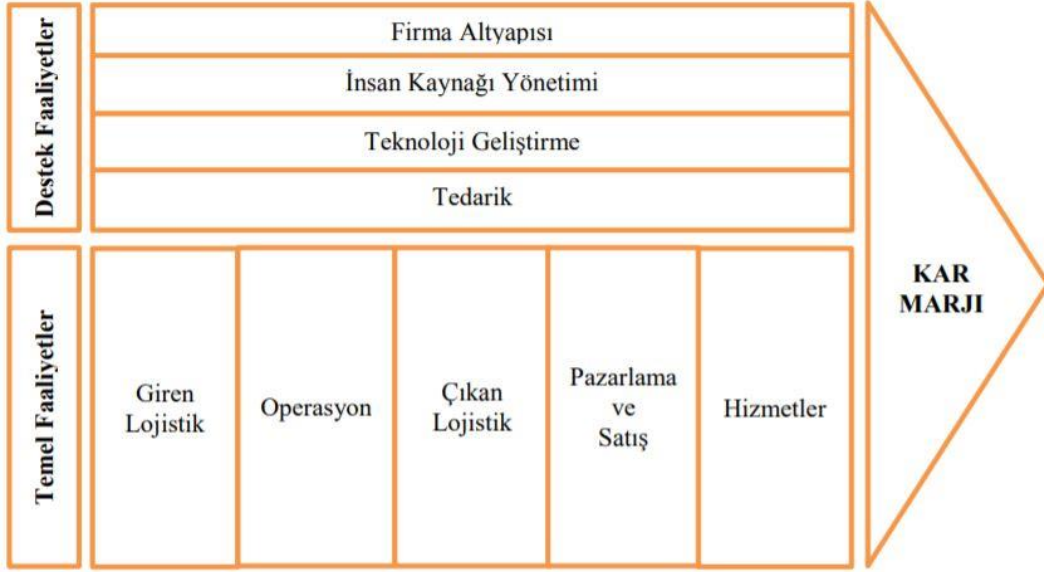 Destek Faaliyetler
Firma Altyapısı
İnsan Kaynağı Yönetimi
Teknoloji Geliştirme
Tedarik
Temel Faaliyetler
Giren
Lojistik
Operasyon
Çıkan
Lojistik
Pazarlama
ve
Satış
Hizmetler
KAR
MARJI